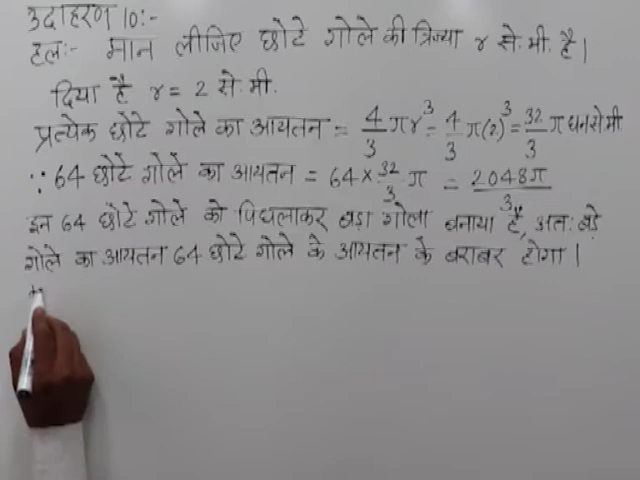 उदाहरण 10:-
हल:- मान लीजिए छोटे गोले की त्रिज्या r से. मी. है।
दिया है r = 2 से. मी.
प्रत्येक छोटे गोले का आयतन = 4/3 πr³ = 4/3 π(2)³ = 32/3 π घन से मी
∵ 64 छोटे गोले का आयतन = 64 × 32/3 π = 2048π/3
इन 64 छोटे गोले को पिघलाकर बड़ा गोला बनाया है, अतः बड़े
गोले का आयतन 64 छोटे गोले के आयतन के बराबर होगा।